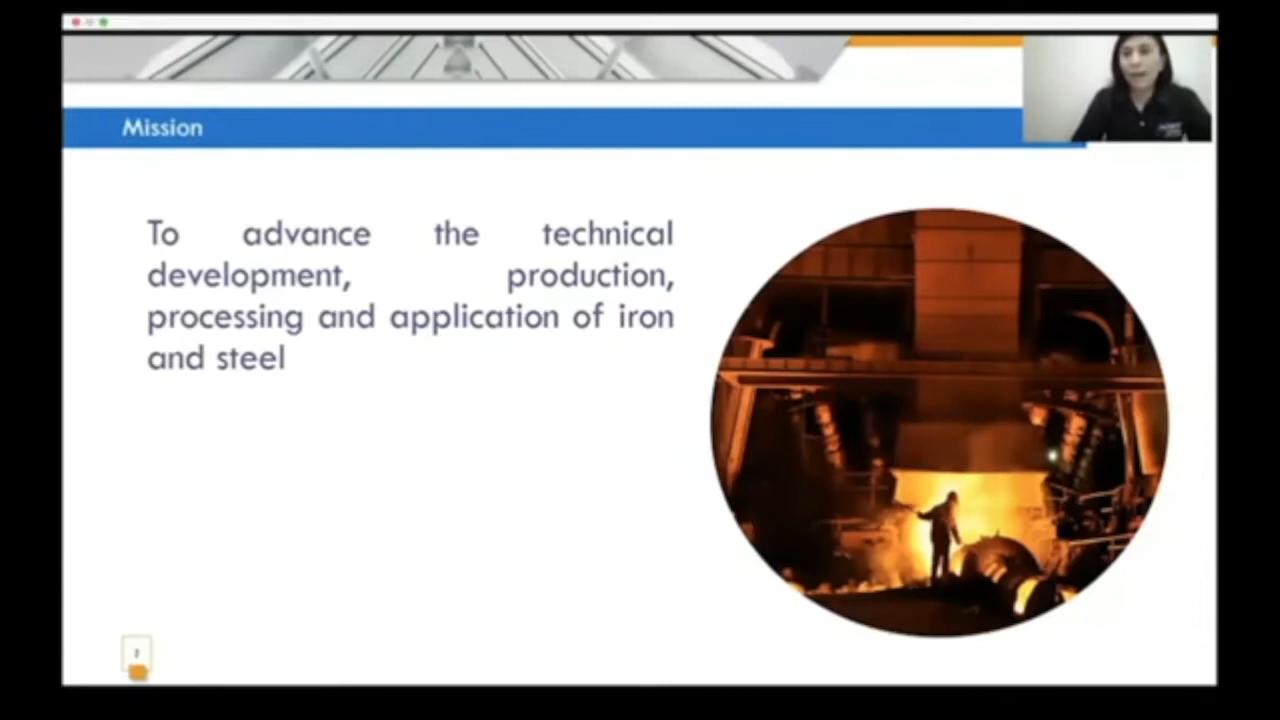 Mission
To advance the technical
development, production,
processing and application of iron
and steel